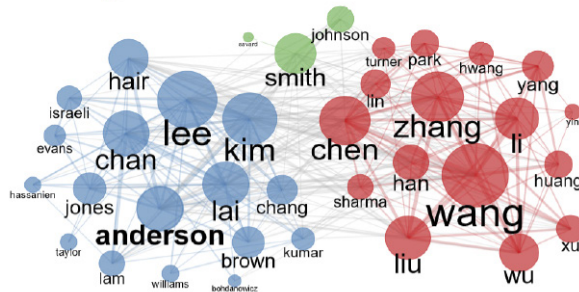 johnson
smith
hair
turner
park
hwang
yang
lin
israeli
lee
kim
chen
zhang
li
yin
evans
chan
han
huang
hassanien
jones
lai
chang
sharma
wang
anderson
taylor
lam
williams
brown
kumar
bohdanowicz
liu
wu
xu